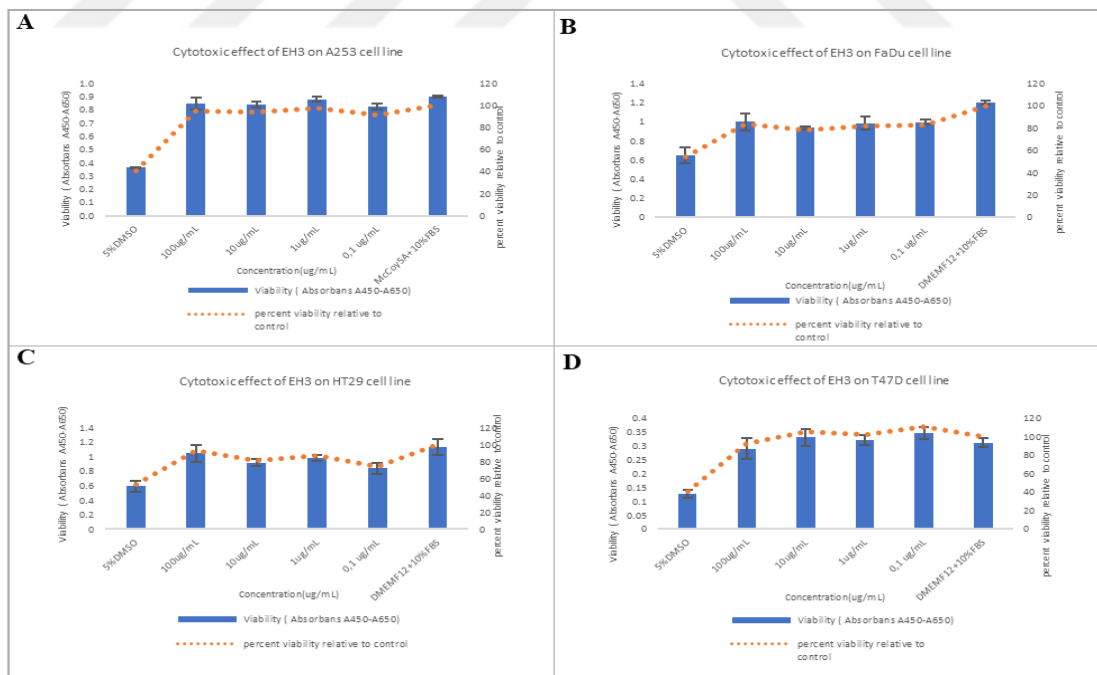 A
Cytotoxic effect of EH3 on A253 cell line
Viability ( Absorbans A450-A650)
1.0
0.9
0.8
0.7
0.6
0.5
0.4
0.3
0.2
0.1
0.0
120
100
80
60
40
20
0
percent viability relative to control
5%DMSO
100ug/mL
10ug/mL
1ug/mL
0,1 ug/mL
McCoy5A+10%FBS
Concentration(ug/mL)
Viability ( Absorbans A450-A650)
percent viability relative to
control
B
Cytotoxic effect of EH3 on FaDu cell line
Viability ( Absorbans A450-A650)
1.4
1.2
1
0.8
0.6
0.4
0.2
0
120
100
80
60
40
20
0
percent viability relative to control
5%DMSO
100ug/mL
10ug/mL
1ug/mL
0,1 ug/mL
DMEMF12+10%FBS
Concentration(ug/mL)
Viability ( Absorbans A450-A650)
percent viability relative to
control
C
Cytotoxic effect of EH3 on HT29 cell line
Viability ( Absorbans A450-A650)
1.4
1.2
1
0.8
0.6
0.4
0.2
0
120
100
80
60
40
20
0
percent viability relative to control
5%DMSO
100ug/mL
10ug/mL
1ug/mL
0,1 ug/mL
DMEMF12+10%FBS
Concentration(ug/mL)
Viability ( Absorbans A450-A650)
percent viability relative to control
D
Cytotoxic effect of EH3 on T47D cell line
Viability ( Absorbans A450-A650)
0.4
0.35
0.3
0.25
0.2
0.15
0.1
0.05
0
120
100
80
60
40
20
0
percent viability relative to control
5%DMSO
100ug/mL
10ug/mL
1ug/mL
0,1 ug/mL
DMEMF12+10%FBS
Concentration(ug/mL)
Viability ( Absorbans A450-A650)
percent viability relative to
control